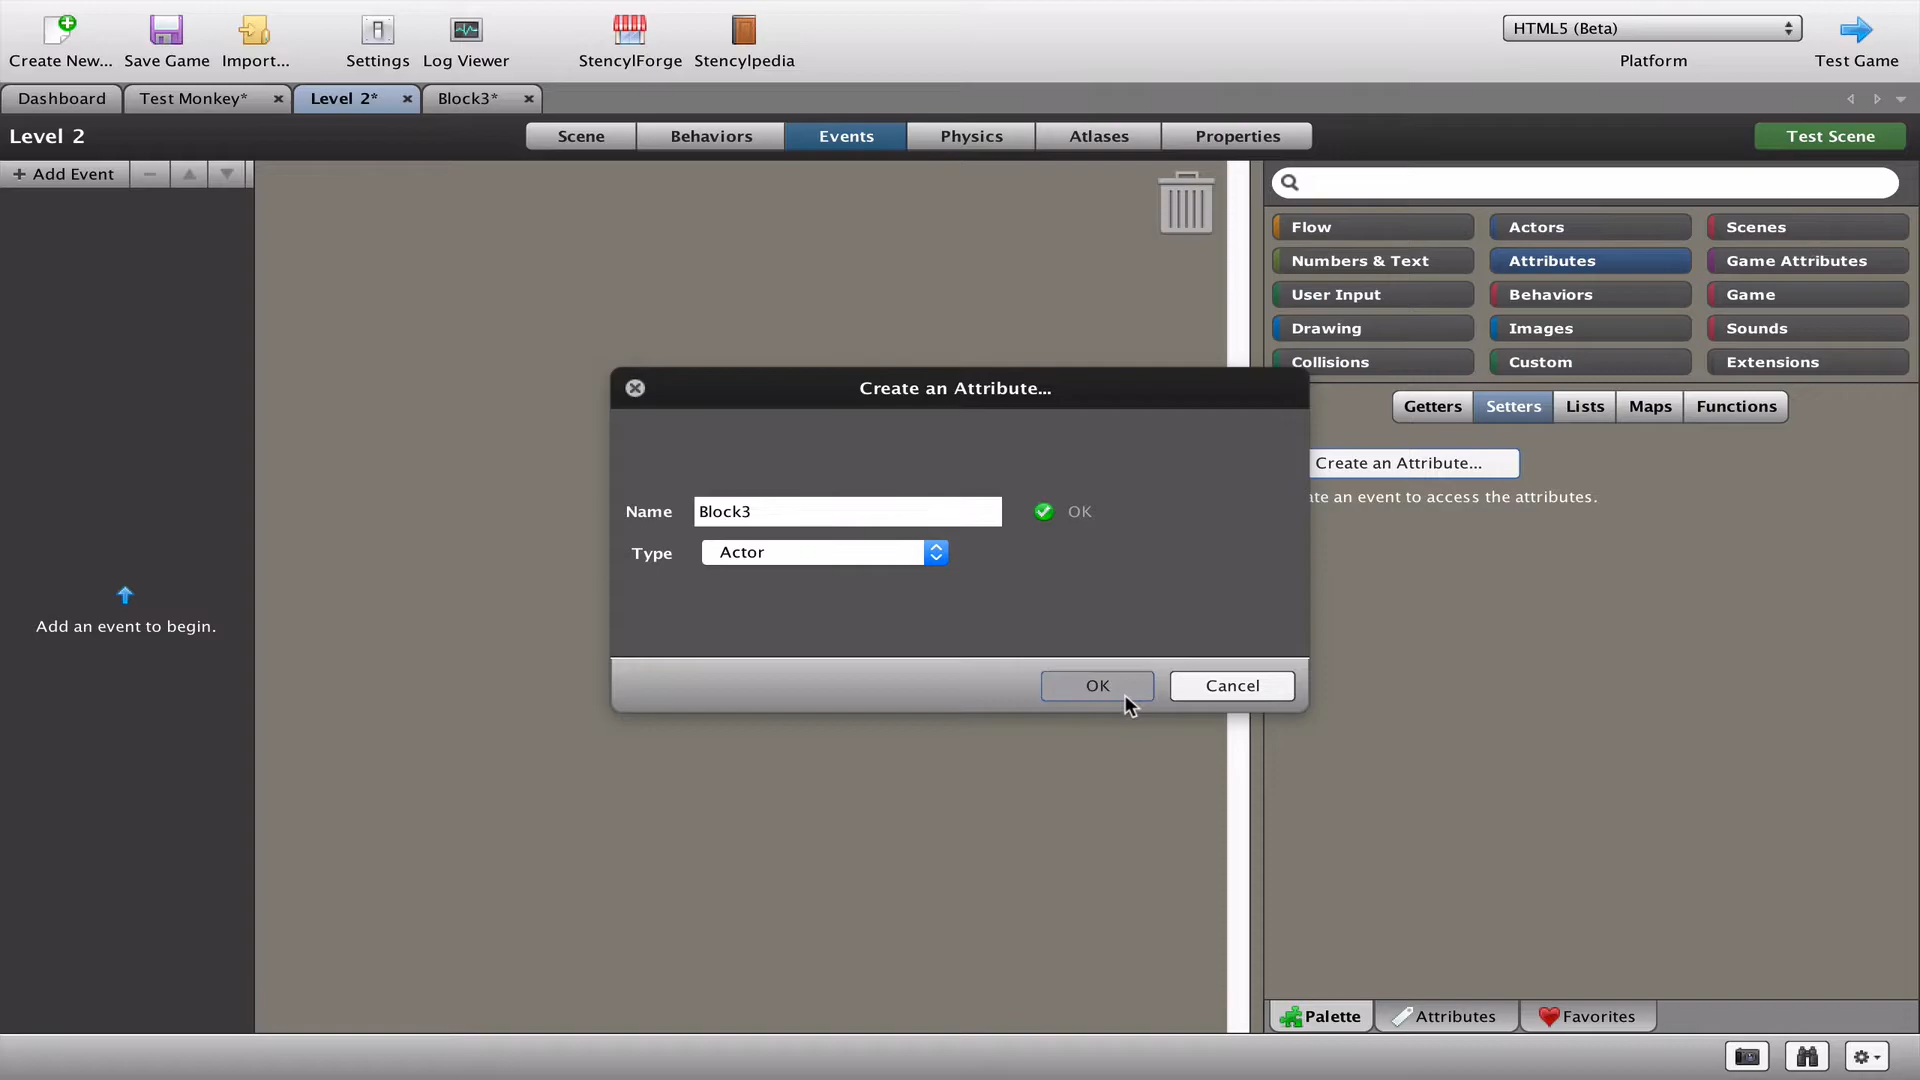 Create New... Save Game Import... Settings Log Viewer StencylForge Stencylpedia HTML5 (Beta) Platform Test Game
Dashboard Test Monkey* Level 2* Block3*
Level 2 Scene Behaviors Events Physics Atlases Properties Test Scene
+ Add Event
Flow Actors Scenes
Numbers & Text Attributes Game Attributes
User Input Behaviors Game
Drawing Images Sounds
Collisions Custom Extensions
Create an Attribute...
Getters Setters Lists Maps Functions
Create an Attribute...
ate an event to access the attributes.
Name Block3 OK
Type Actor
Add an event to begin.
OK Cancel
Palette Attributes Favorites